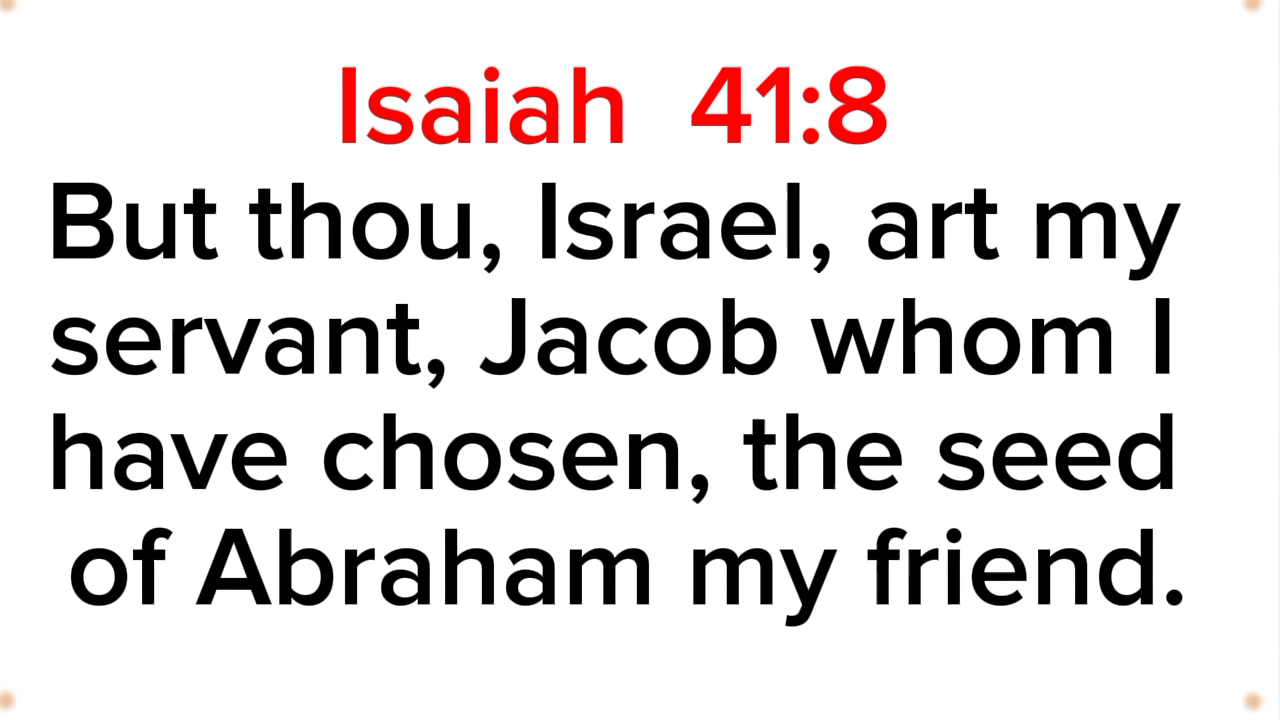 Isaiah 41:8
But thou, Israel, art my
servant, Jacob whom I
have chosen, the seed
of Abraham my friend.